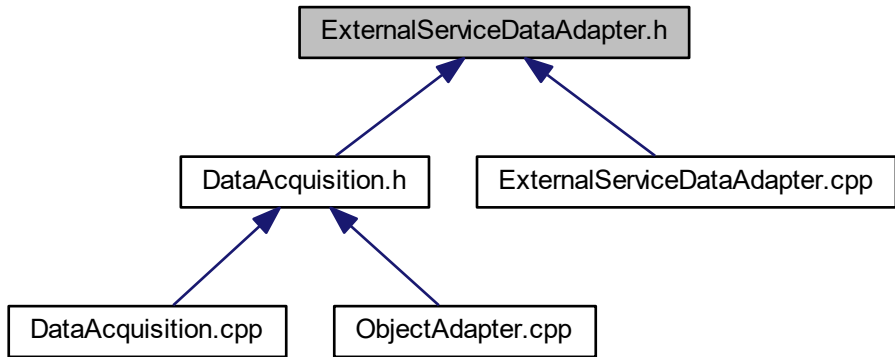 ExternalServiceDataAdapter.h
DataAcquisition.h
ExternalServiceDataAdapter.cpp
DataAcquisition.cpp
ObjectAdapter.cpp